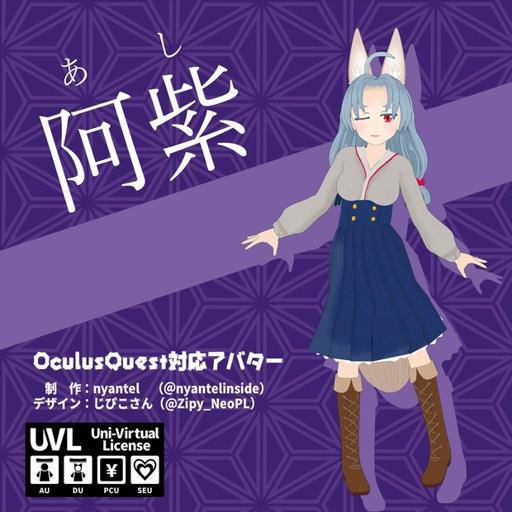 あし
阿紫
OculusQuest対応アバター
制　作：nyantel　（@nyantelinside）
デザイン：じぴこさん（@Zipy_NeoPL）
UVL Uni-Virtual License
AU DU PCU SEU